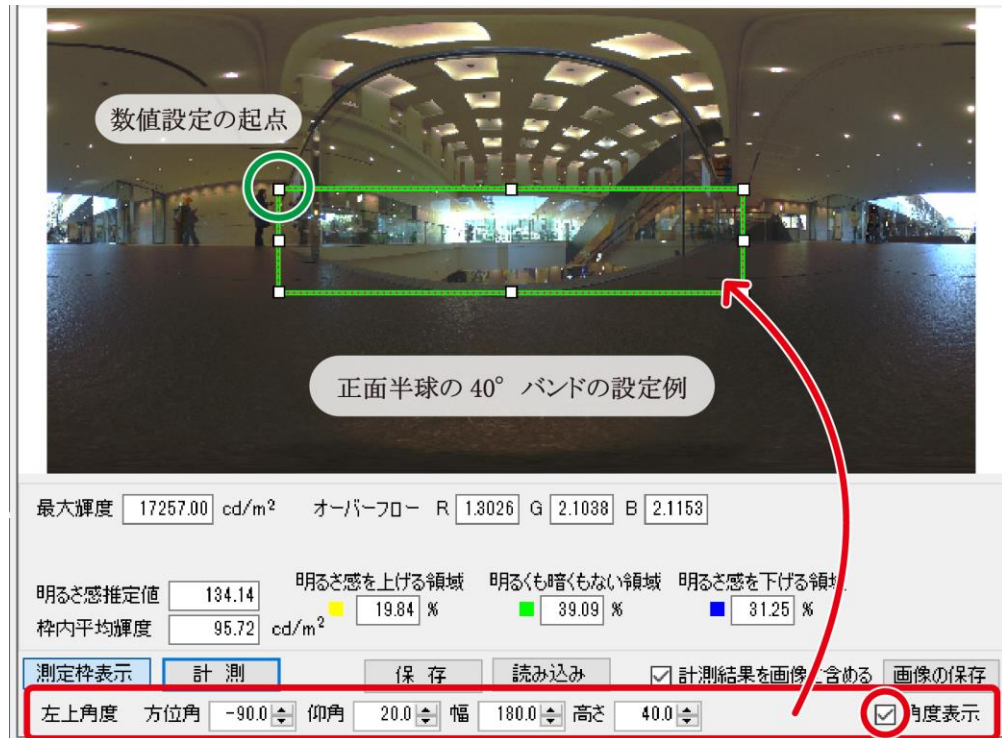 数値設定の起点
正面半球の 40° バンドの設定例
最大輝度 17257.00 cd/m² オーバーフロー R 1.3026 G 2.1038 B 2.1153
明るさ感を上げる領域 明るくも暗くもない領域 明るさ感を下げる領域
明るさ感推定値 134.14 19.84 % 39.09 % 31.25 %
枠内平均輝度 95.72 cd/m²
測定枠表示 計 測 保 存 読み込み 計測結果を画像に含める 画像の保存
左上角度 方位角 -90.0 仰角 20.0 幅 180.0 高さ 40.0 角度表示